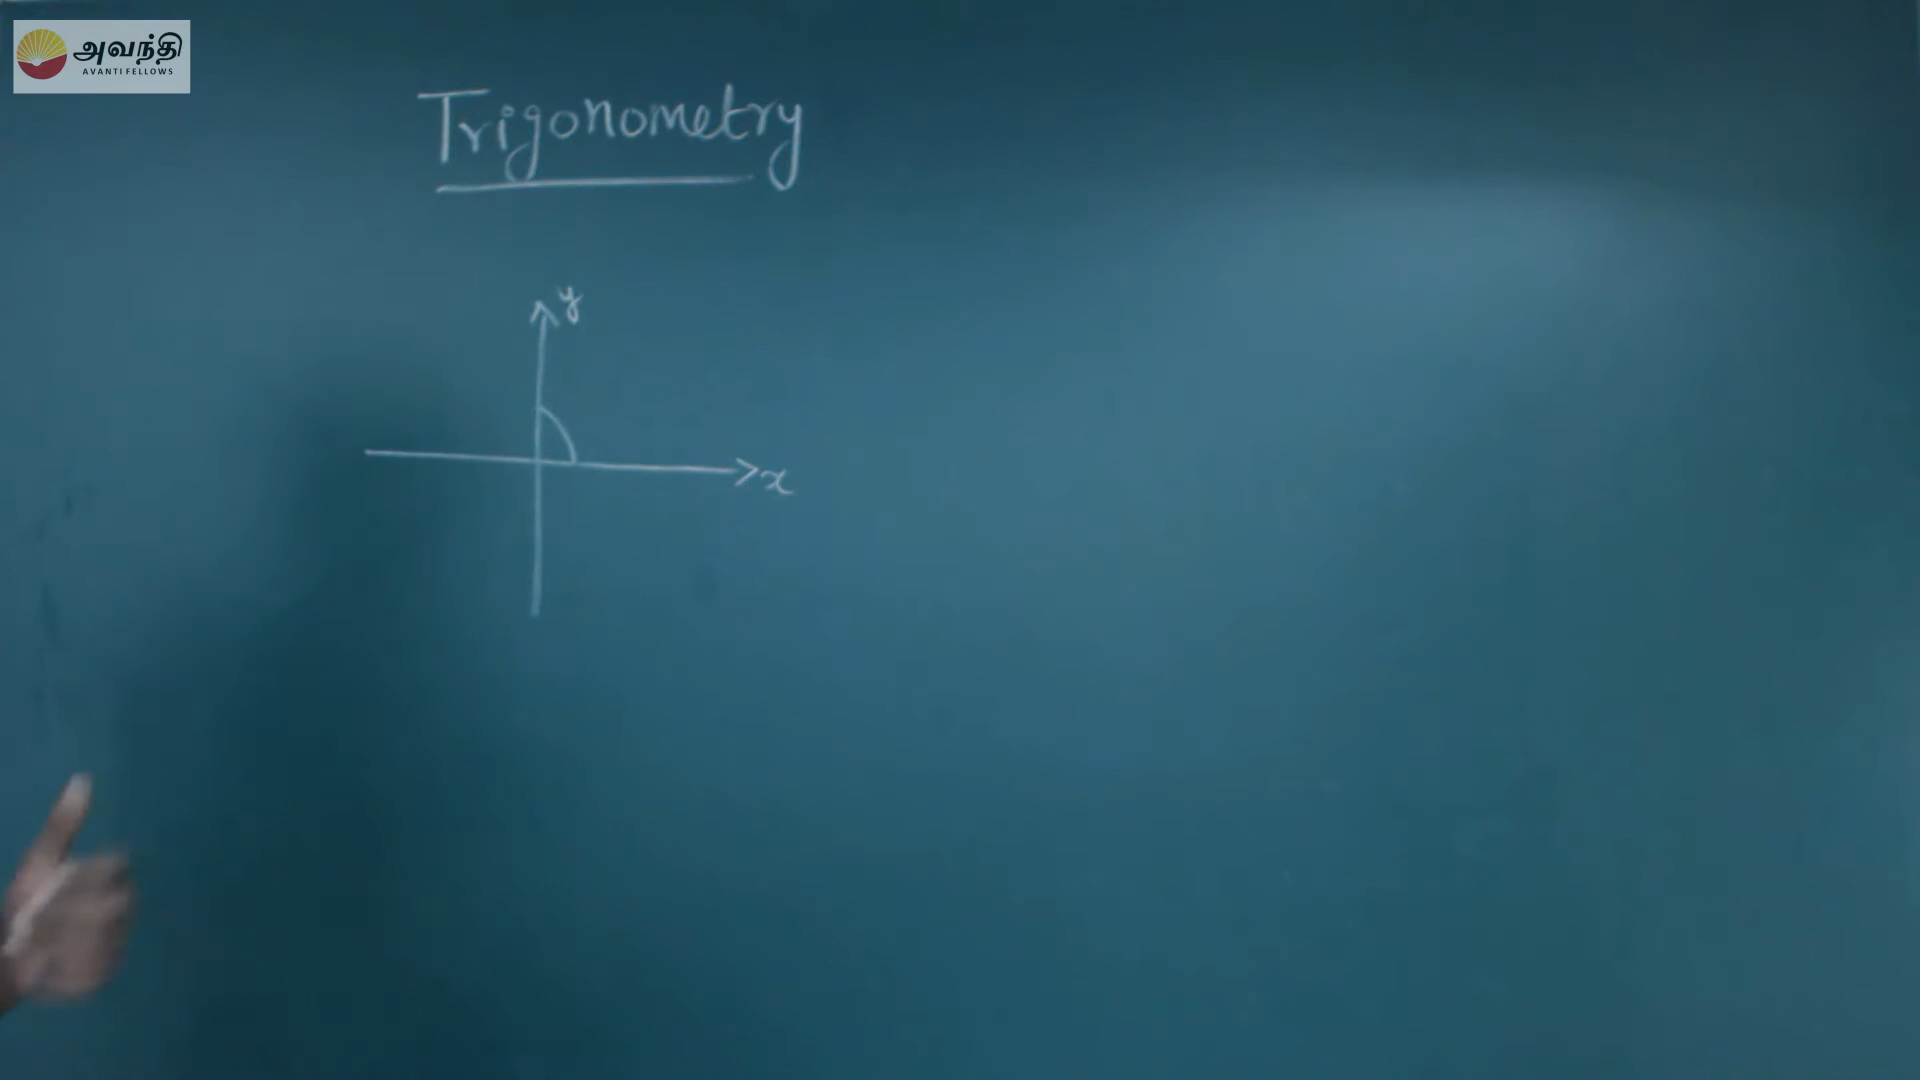 அவந்தி
AVANTI FELLOWS
Trigonometry
y
x